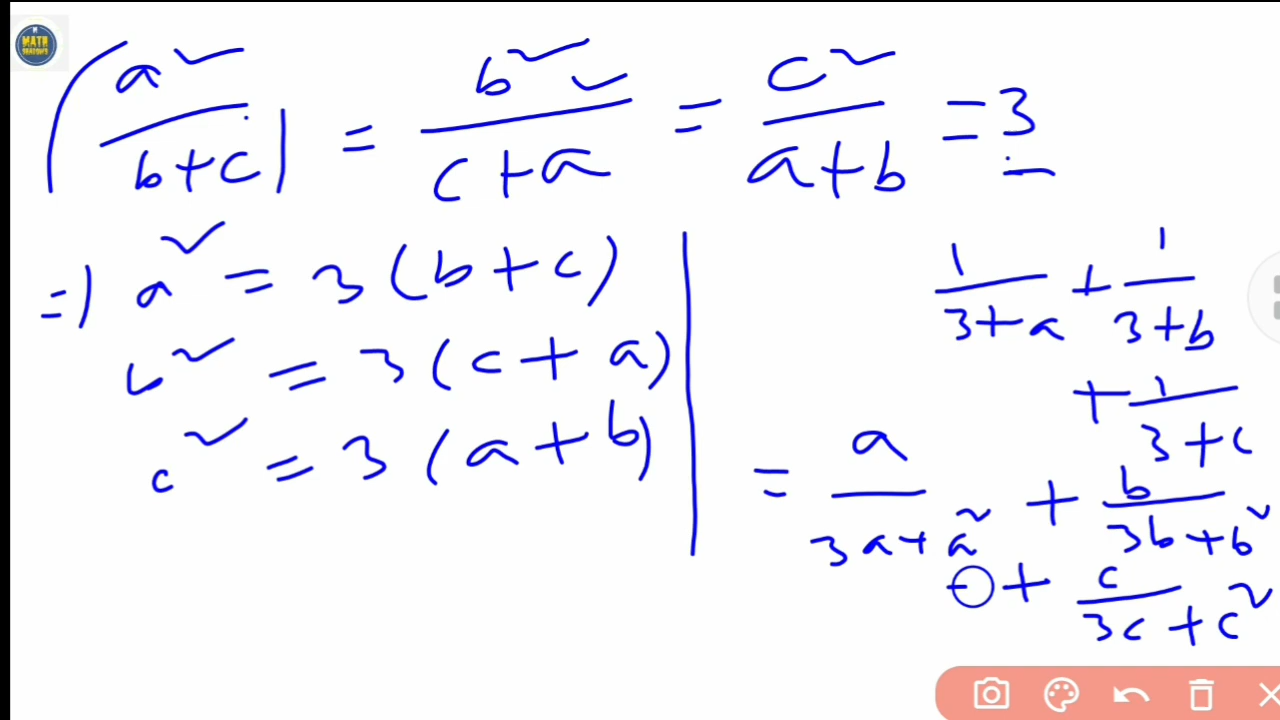 MATH
a² / (b+c) = b² / (c+a) = c² / (a+b) = 3
=) a² = 3(b+c)
b² = 3(c+a)
c² = 3(a+b)
1/(3+a) + 1/(3+b)
+ 1/(3+c)
= a/(3a+a²) + b/(3b+b²)
+ c/(3c+c²)